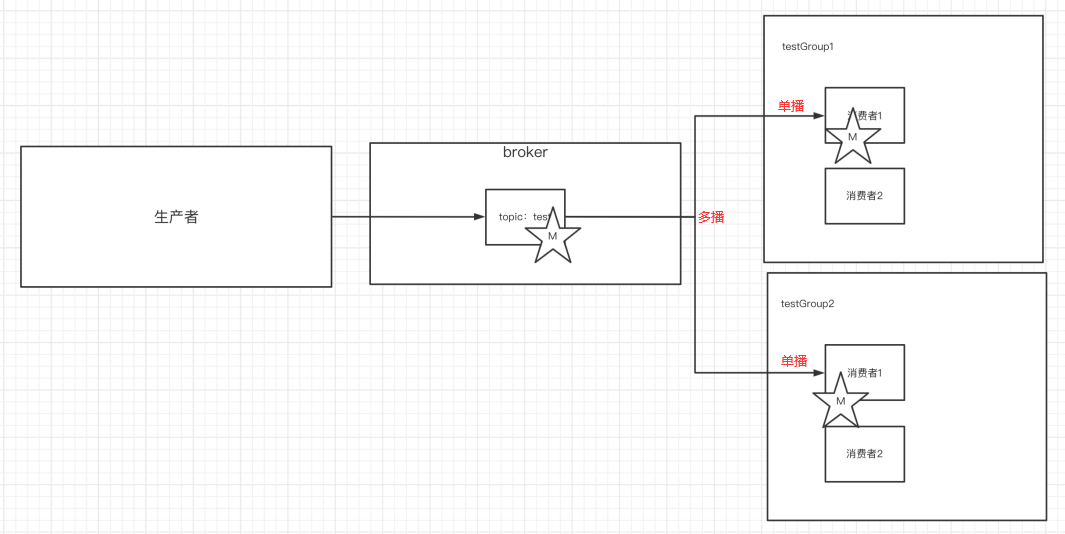 生产者
broker
topic：test
M
多播
testGroup1
单播
消费者1
M
消费者2
testGroup2
单播
消费者1
M
消费者2